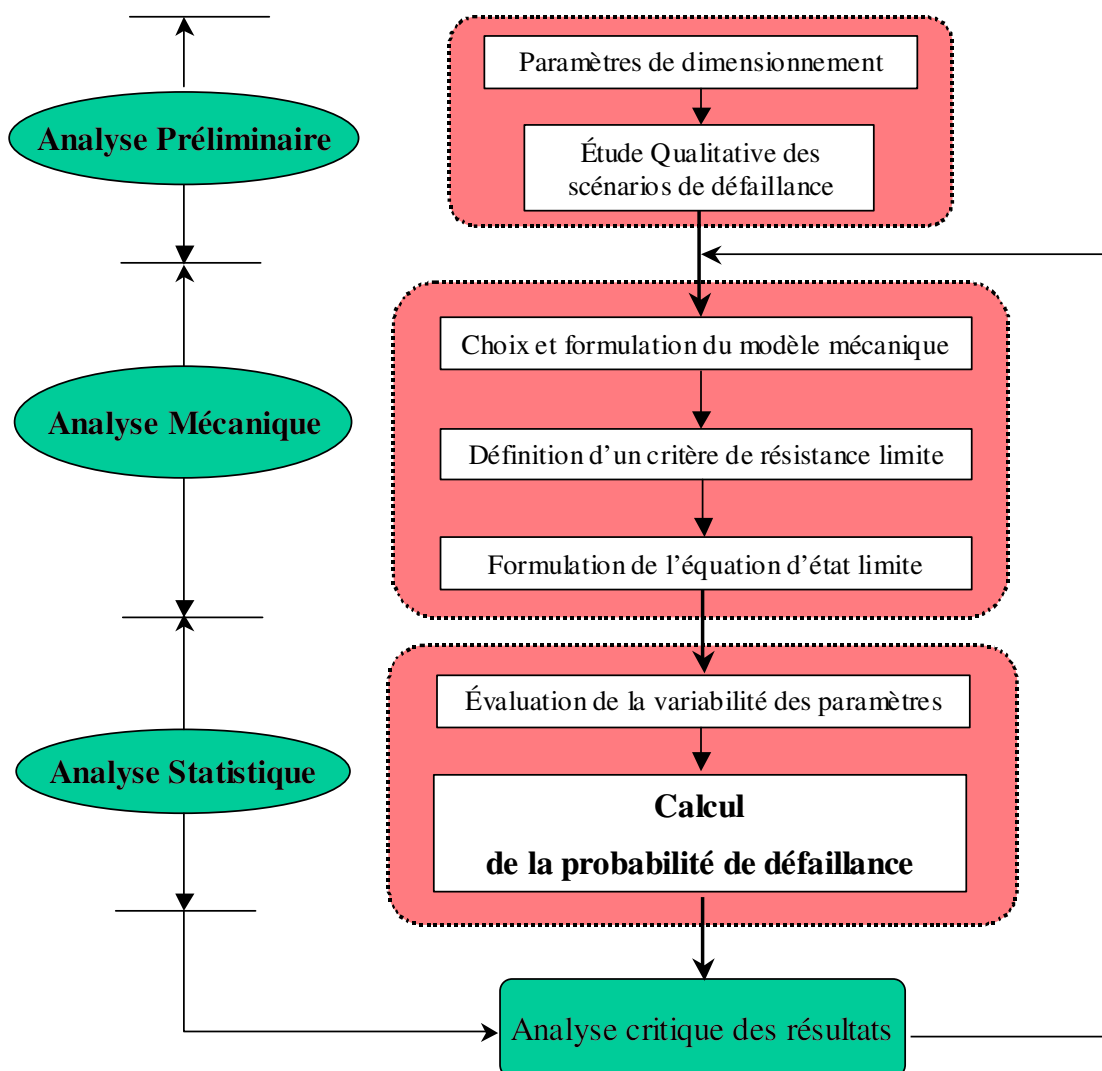 Paramètres de dimensionnement
Analyse Préliminaire
Étude Qualitative des
scénarios de défaillance
Choix et formulation du modèle mécanique
Analyse Mécanique
Définition d’un critère de résistance limite
Formulation de l’équation d’état limite
Évaluation de la variabilité des paramètres
Analyse Statistique
Calcul
de la probabilité de défaillance
Analyse critique des résultats